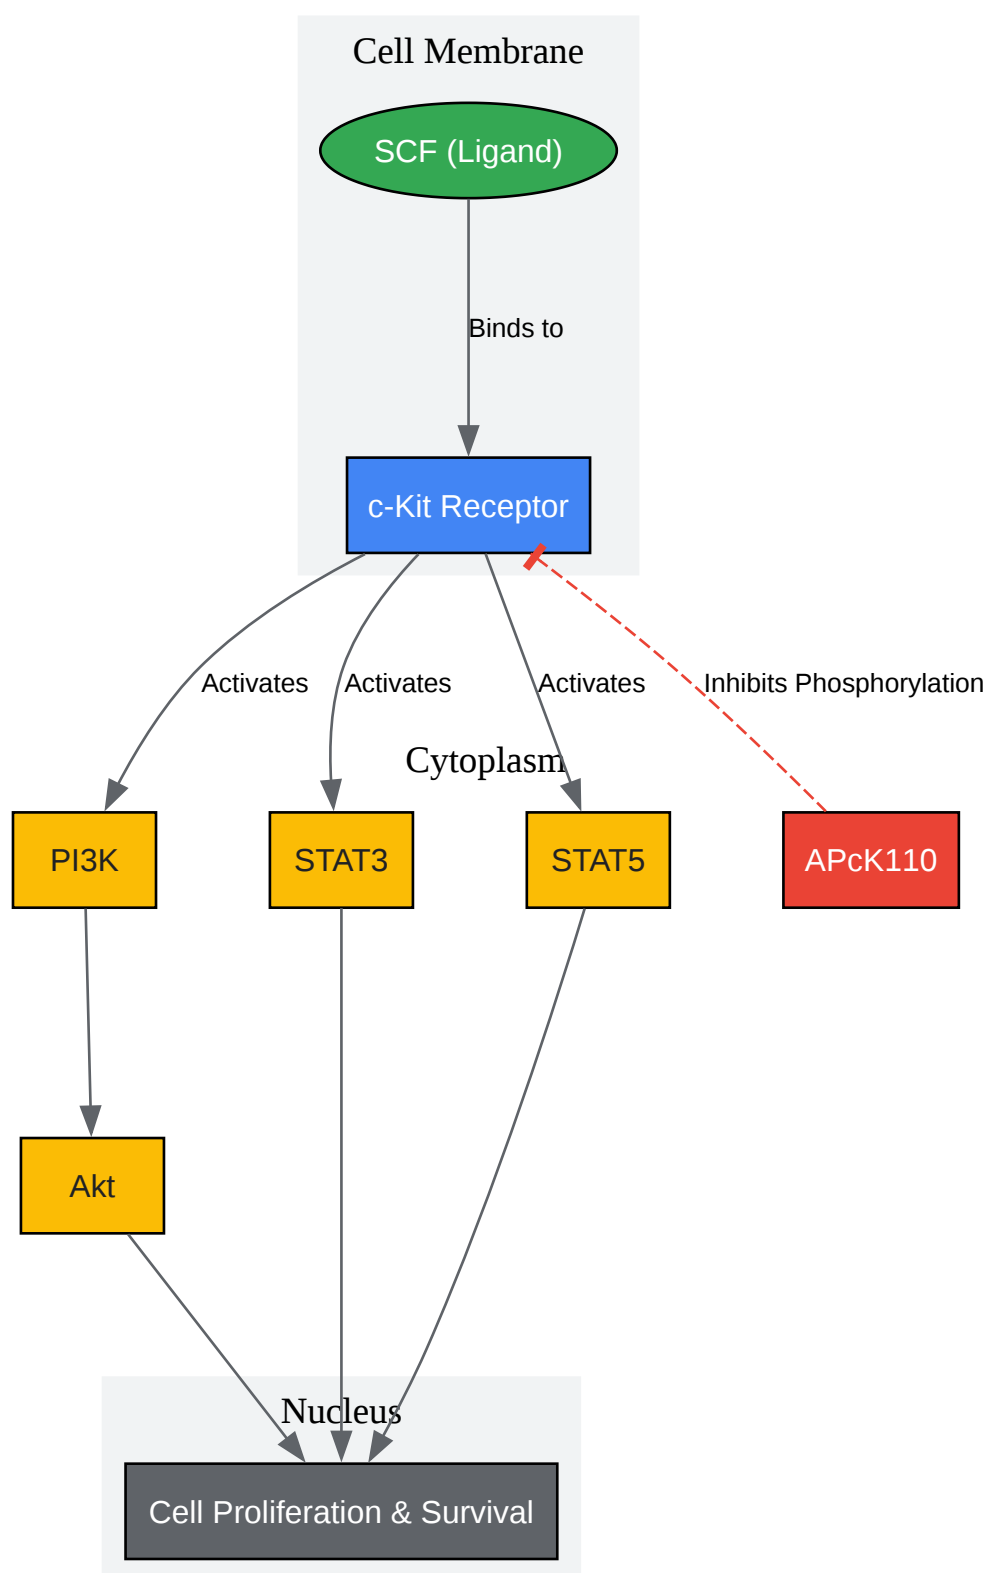 Cell Membrane
SCF (Ligand)
Binds to
c-Kit Receptor
Activates
Activates
Activates
Inhibits Phosphorylation
Cytoplasm
PI3K
STAT3
STAT5
APcK110
Akt
Nucleus
Cell Proliferation & Survival